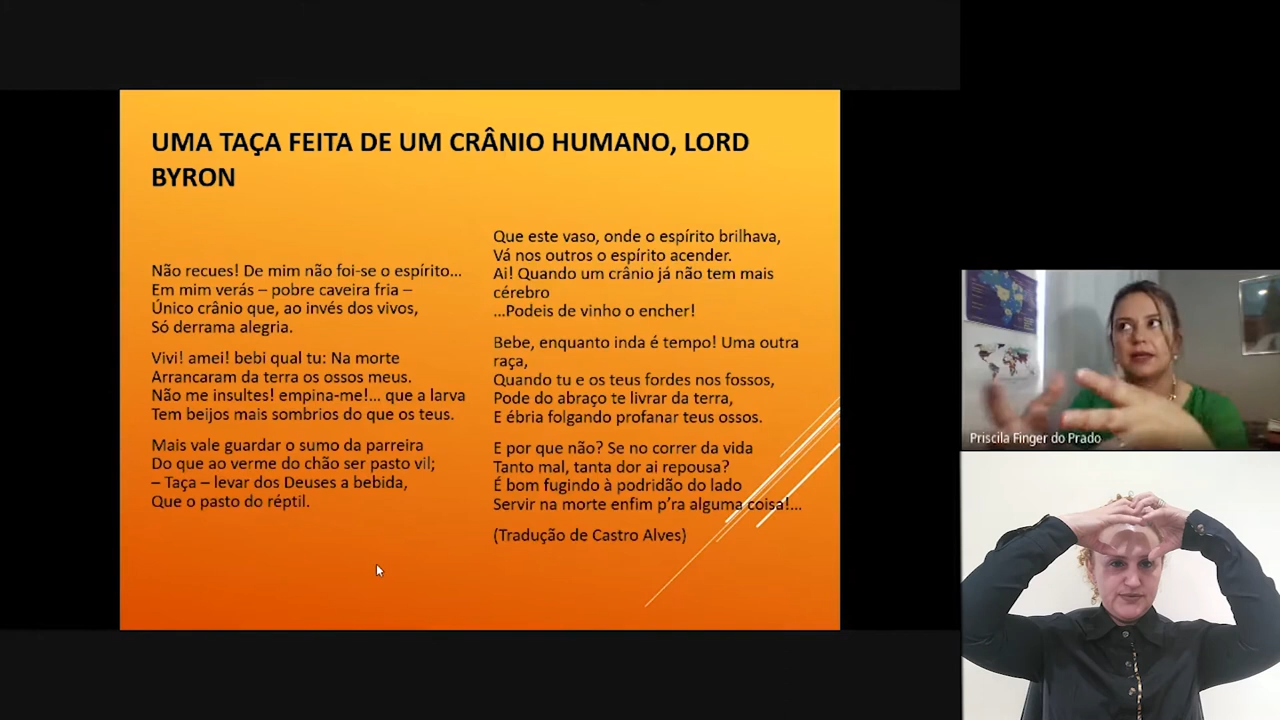 UMA TAÇA FEITA DE UM CRÂNIO HUMANO, LORD
BYRON
Não recues! De mim não foi-se o espírito...
Em mim verás – pobre caveira fria –
Único crânio que, ao invés dos vivos,
Só derrama alegria.
Vivi! amei! bebi qual tu: Na morte
Arrancaram da terra os ossos meus.
Não me insultes! empina-me!... que a larva
Tem beijos mais sombrios do que os teus.
Mais vale guardar o sumo da parreira
Do que ao verme do chão ser pasto vil;
– Taça – levar dos Deuses a bebida,
Que o pasto do réptil.
Que este vaso, onde o espírito brilhava,
Vá nos outros o espírito acender.
Ai! Quando um crânio já não tem mais
cérebro
...Podeis de vinho o encher!
Bebe, enquanto inda é tempo! Uma outra
raça,
Quando tu e os teus fordes nos fossos,
Pode do abraço te livrar da terra,
E ébria folgando profanar teus ossos.
E por que não? Se no correr da vida
Tanto mal, tanta dor ai repousa?
É bom fugindo à podridão do lado
Servir na morte enfim p’ra alguma coisa!...
(Tradução de Castro Alves)
Priscila Finger do Prado